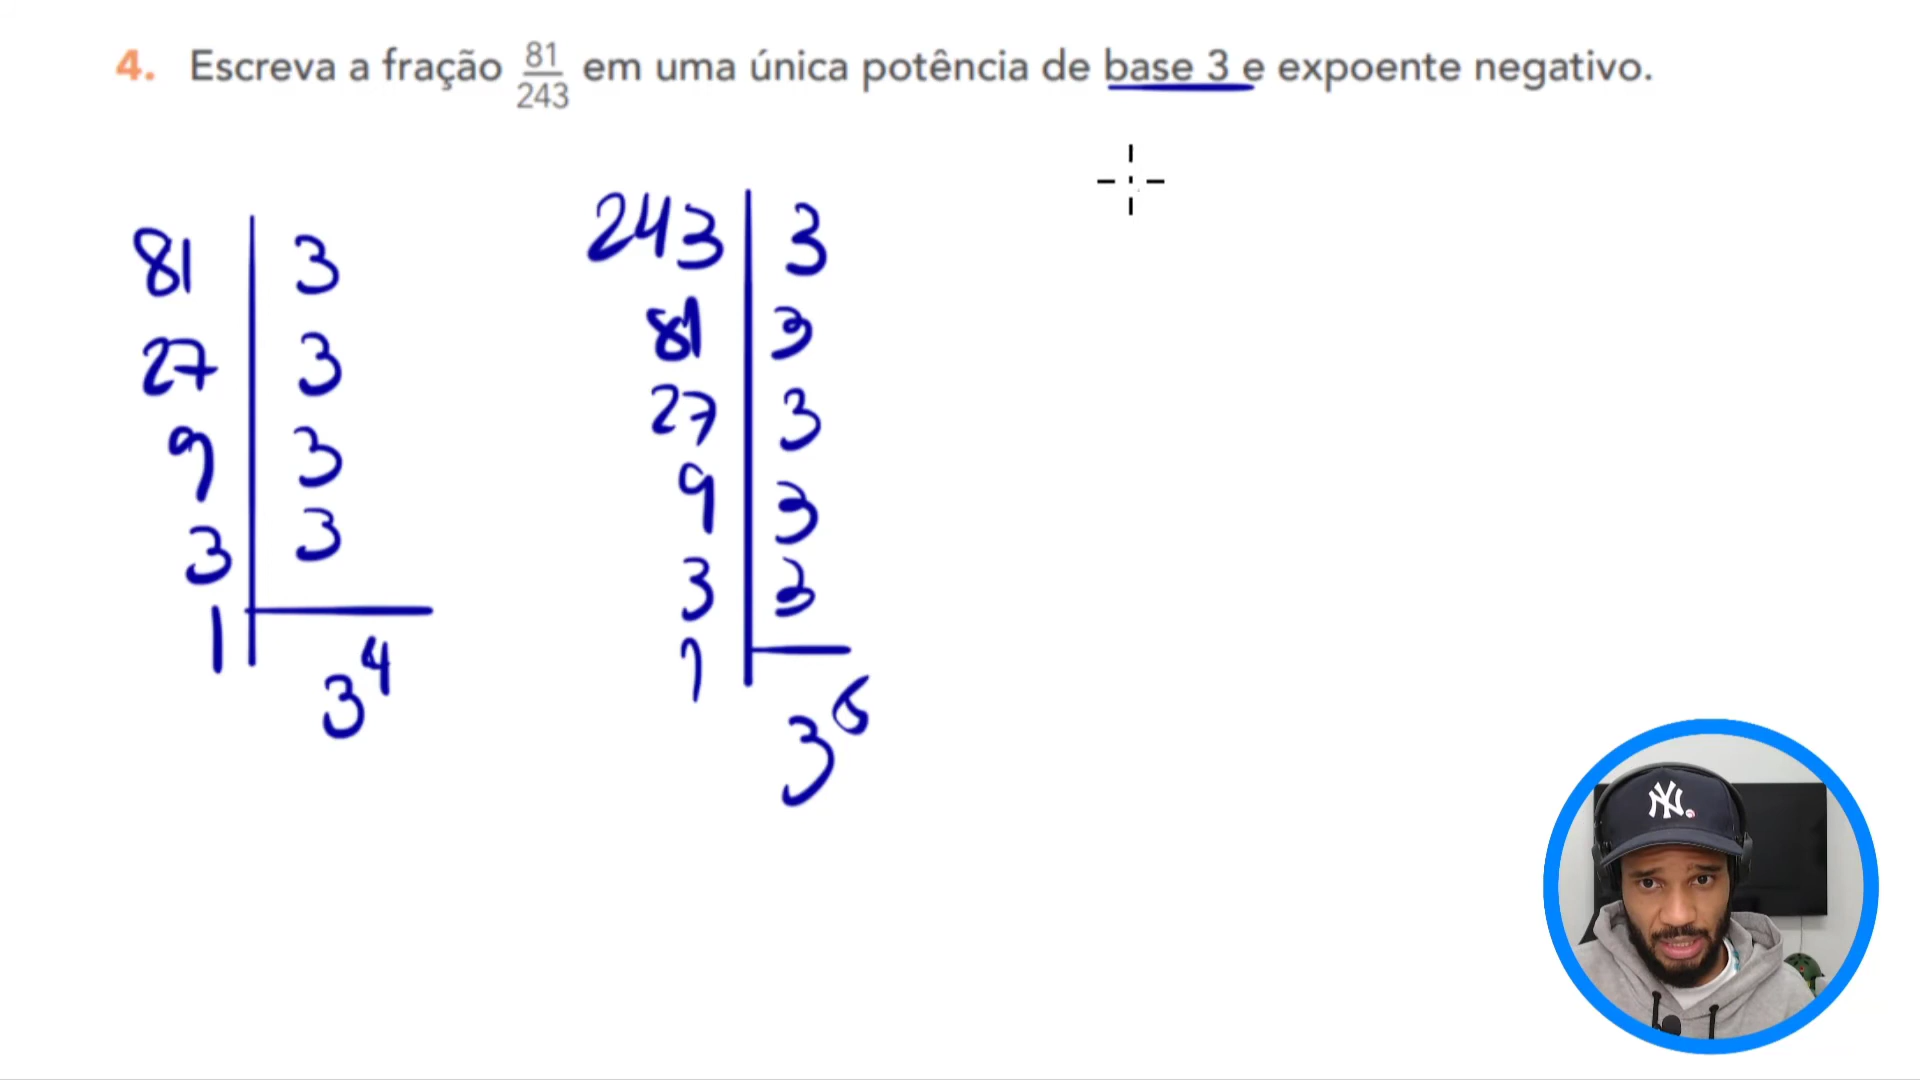 4. Escreva a fração 81/243 em uma única potência de base 3 e expoente negativo.
81 | 3
27 | 3
9 | 3
3 | 3
1
3⁴
243 | 3
81 | 3
27 | 3
9 | 3
3 | 3
1
3⁵
NY